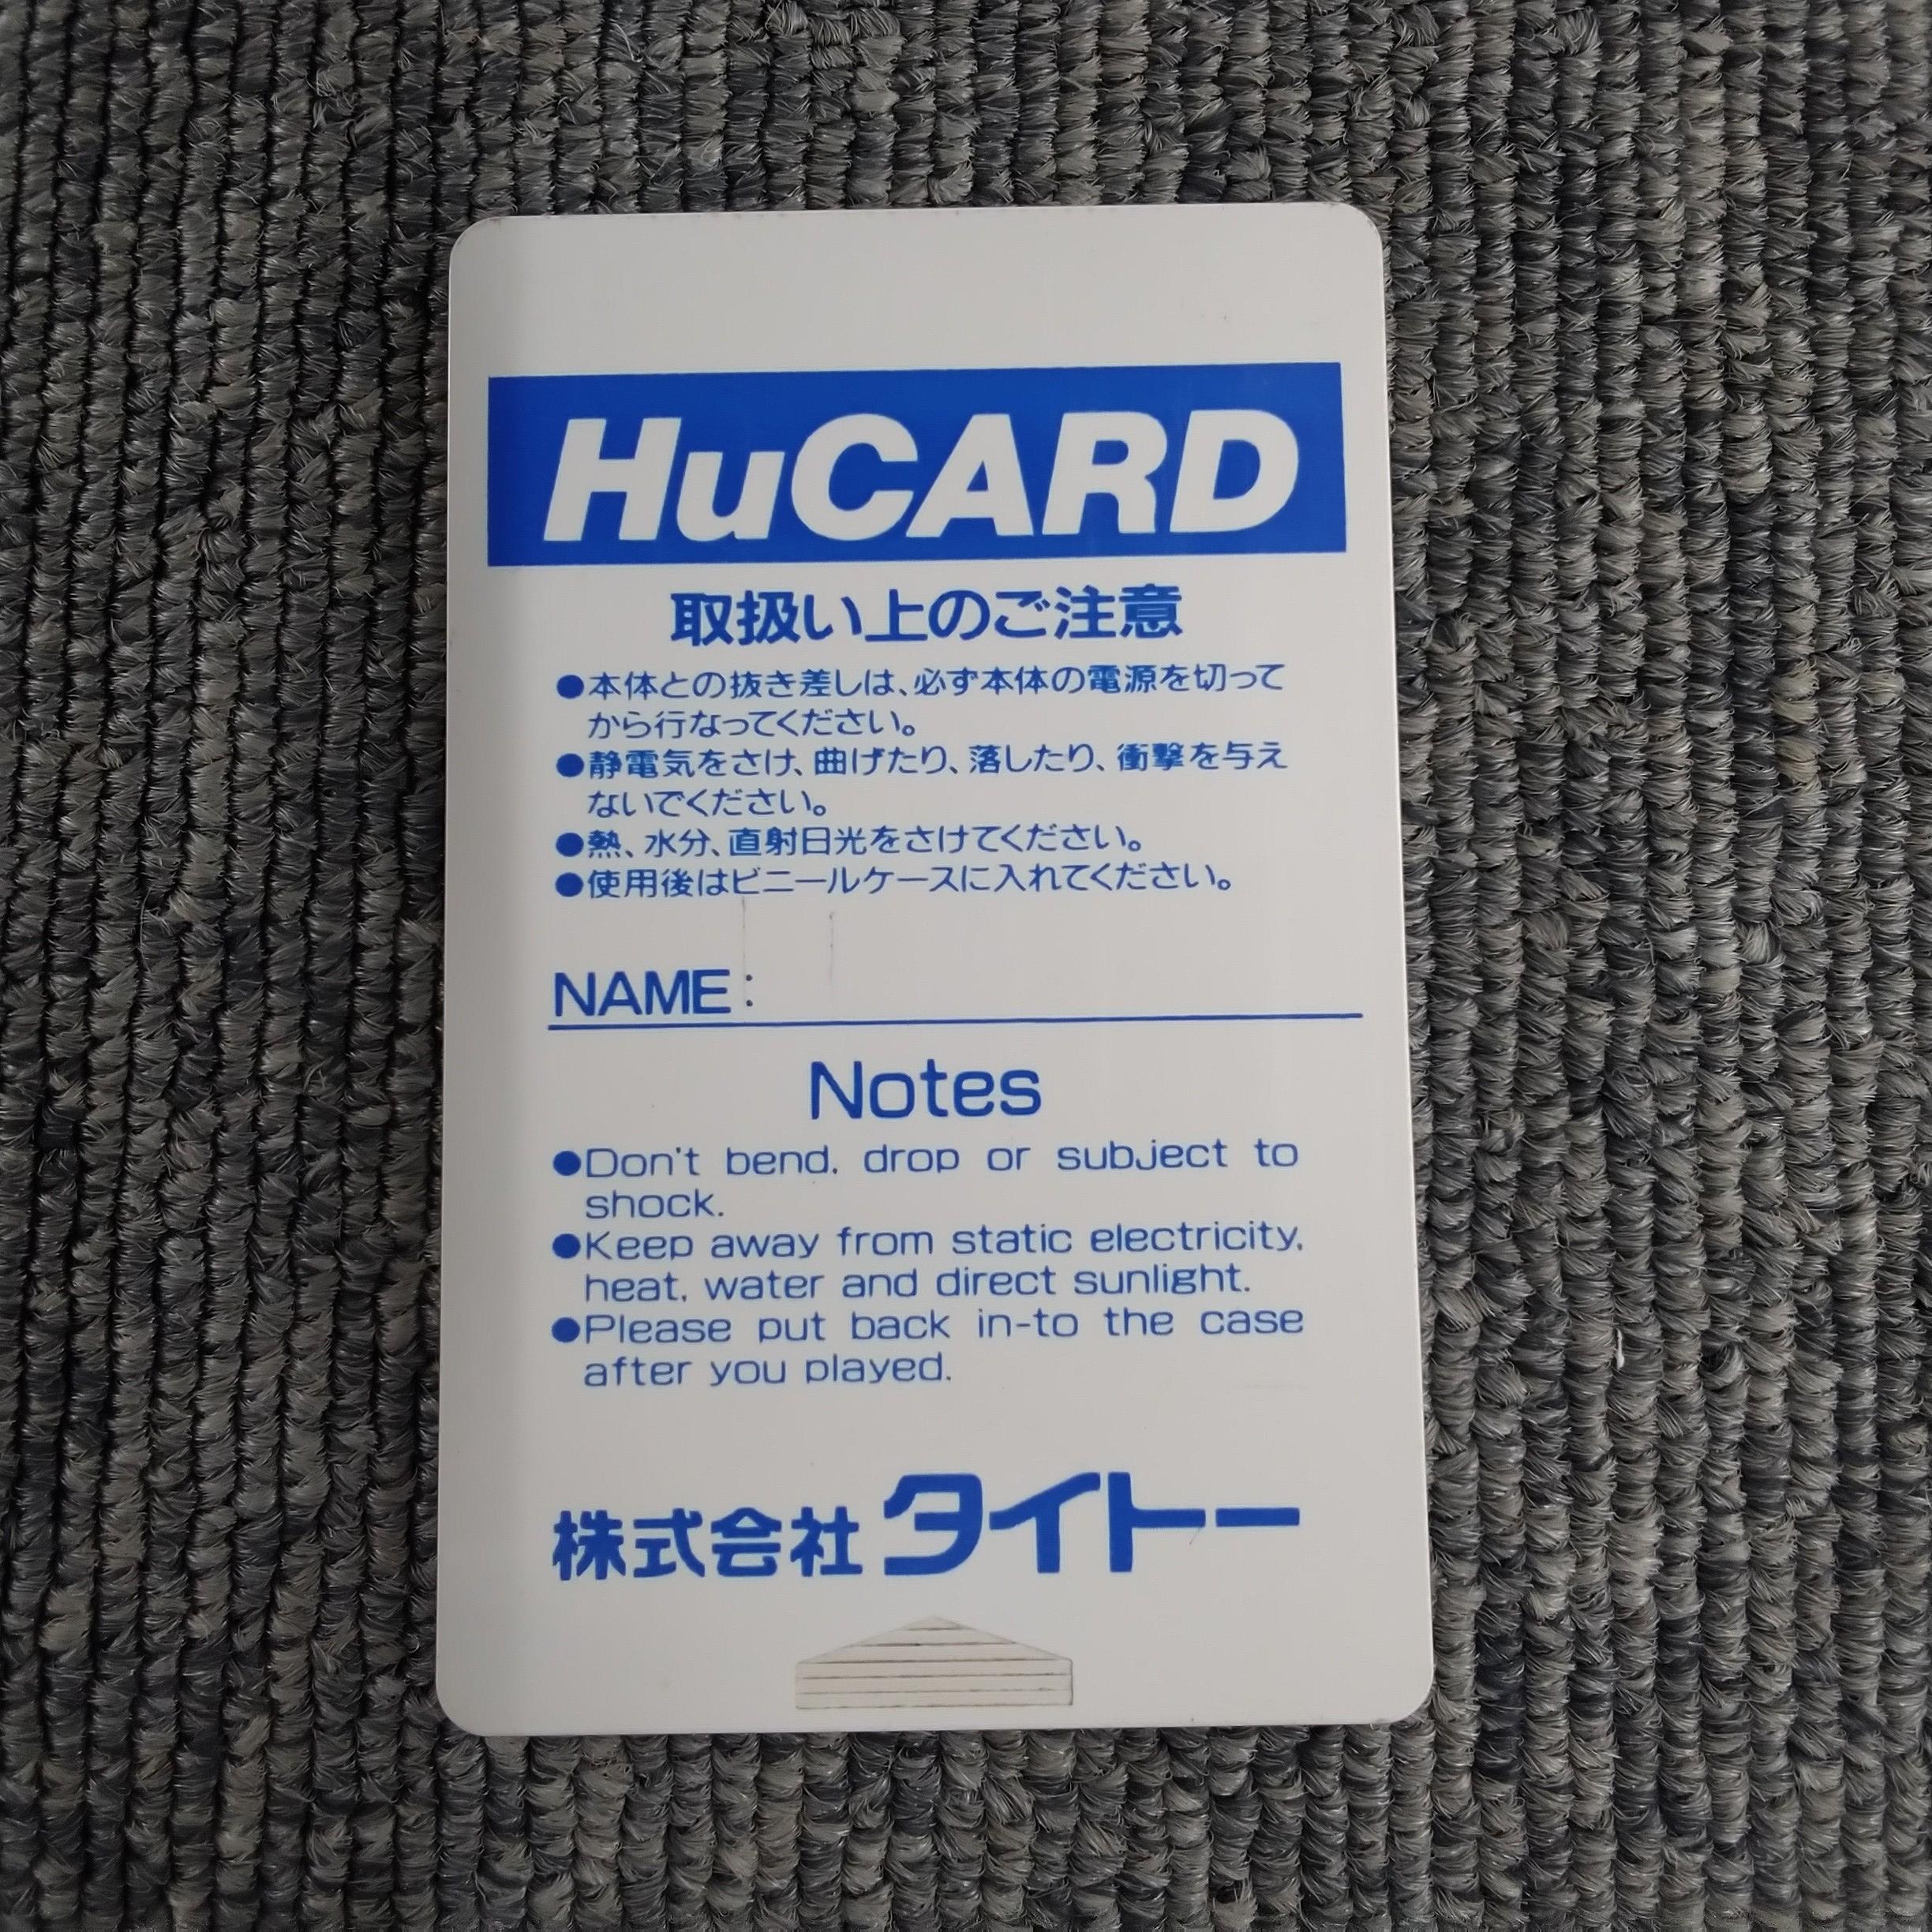 HuCARD
取扱い上のご注意
●本体との抜き差しは、必ず本体の電源を切って
から行なってください。
●静電気をさけ、曲げたり、落したり、衝撃を与え
ないでください。
●熱、水分、直射日光をさけてください。
●使用後はビニールケースに入れてください。
NAME:
Notes
●Don't bend, drop or subject to
shock.
●Keep away from static electricity,
heat, water and direct sunlight.
●Please put back in-to the case
after you played.
株式会社タイトー